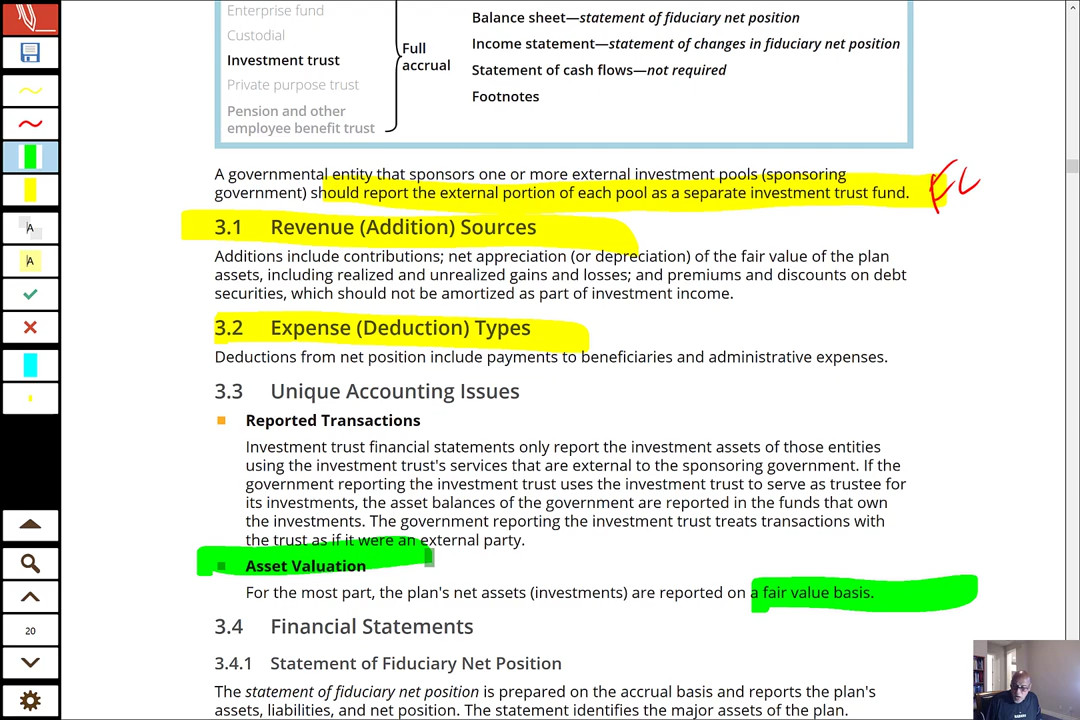 Enterprise fund
Custodial
Investment trust
Private purpose trust
Pension and other
employee benefit trust
Full
accrual
Balance sheet—statement of fiduciary net position
Income statement—statement of changes in fiduciary net position
Statement of cash flows—not required
Footnotes
A governmental entity that sponsors one or more external investment pools (sponsoring
government) should report the external portion of each pool as a separate investment trust fund.
3.1 Revenue (Addition) Sources
Additions include contributions; net appreciation (or depreciation) of the fair value of the plan
assets, including realized and unrealized gains and losses; and premiums and discounts on debt
securities, which should not be amortized as part of investment income.
3.2 Expense (Deduction) Types
Deductions from net position include payments to beneficiaries and administrative expenses.
3.3 Unique Accounting Issues
Reported Transactions
Investment trust financial statements only report the investment assets of those entities
using the investment trust's services that are external to the sponsoring government. If the
government reporting the investment trust uses the investment trust to serve as trustee for
its investments, the asset balances of the government are reported in the funds that own
the investments. The government reporting the investment trust treats transactions with
the trust as if it were an external party.
Asset Valuation
For the most part, the plan's net assets (investments) are reported on a fair value basis.
3.4 Financial Statements
3.4.1 Statement of Fiduciary Net Position
The statement of fiduciary net position is prepared on the accrual basis and reports the plan's
assets, liabilities, and net position. The statement identifies the major assets of the plan.
A
A
20